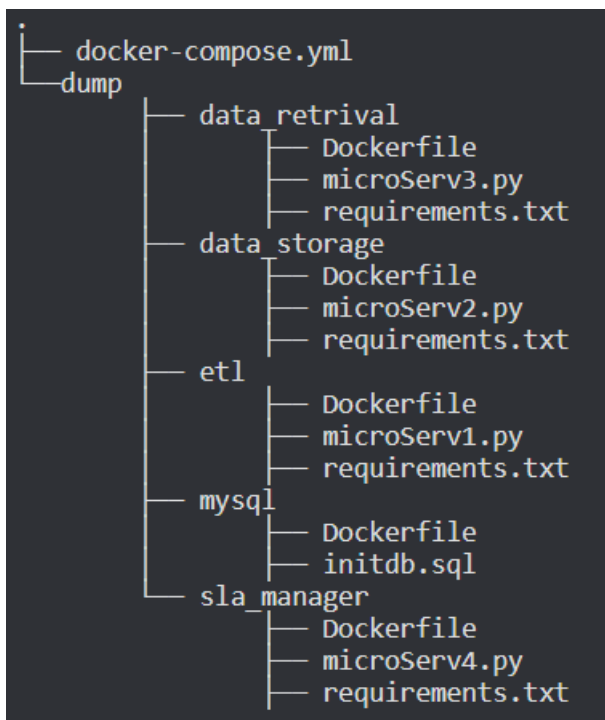 .
├── docker-compose.yml
└──dump
├── data_retrival
├── Dockerfile
├── microServ3.py
├── requirements.txt
├── data_storage
├── Dockerfile
├── microServ2.py
├── requirements.txt
├── etl
├── Dockerfile
├── microServ1.py
├── requirements.txt
├── mysql
├── Dockerfile
├── initdb.sql
└── sla_manager
├── Dockerfile
├── microServ4.py
├── requirements.txt